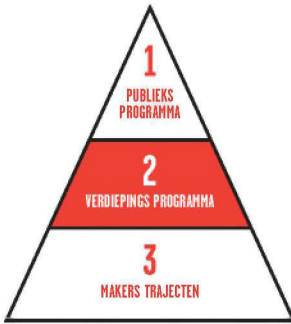 1
PUBLIEKS
PROGRAMMA
2
VERDIEPINGS PROGRAMMA
3
MAKERS TRAJECTEN